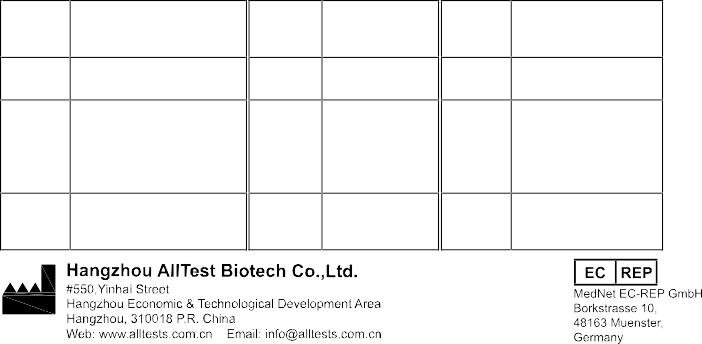 Hangzhou AllTest Biotech Co.,Ltd.
#550,Yinhai Street
Hangzhou Economic & Technological Development Area
Hangzhou, 310018 P.R. China
Web: www.alltests.com.cn Email: info@alltests.com.cn
EC REP
MedNet EC-REP GmbH
Borkstrasse 10,
48163 Muenster,
Germany